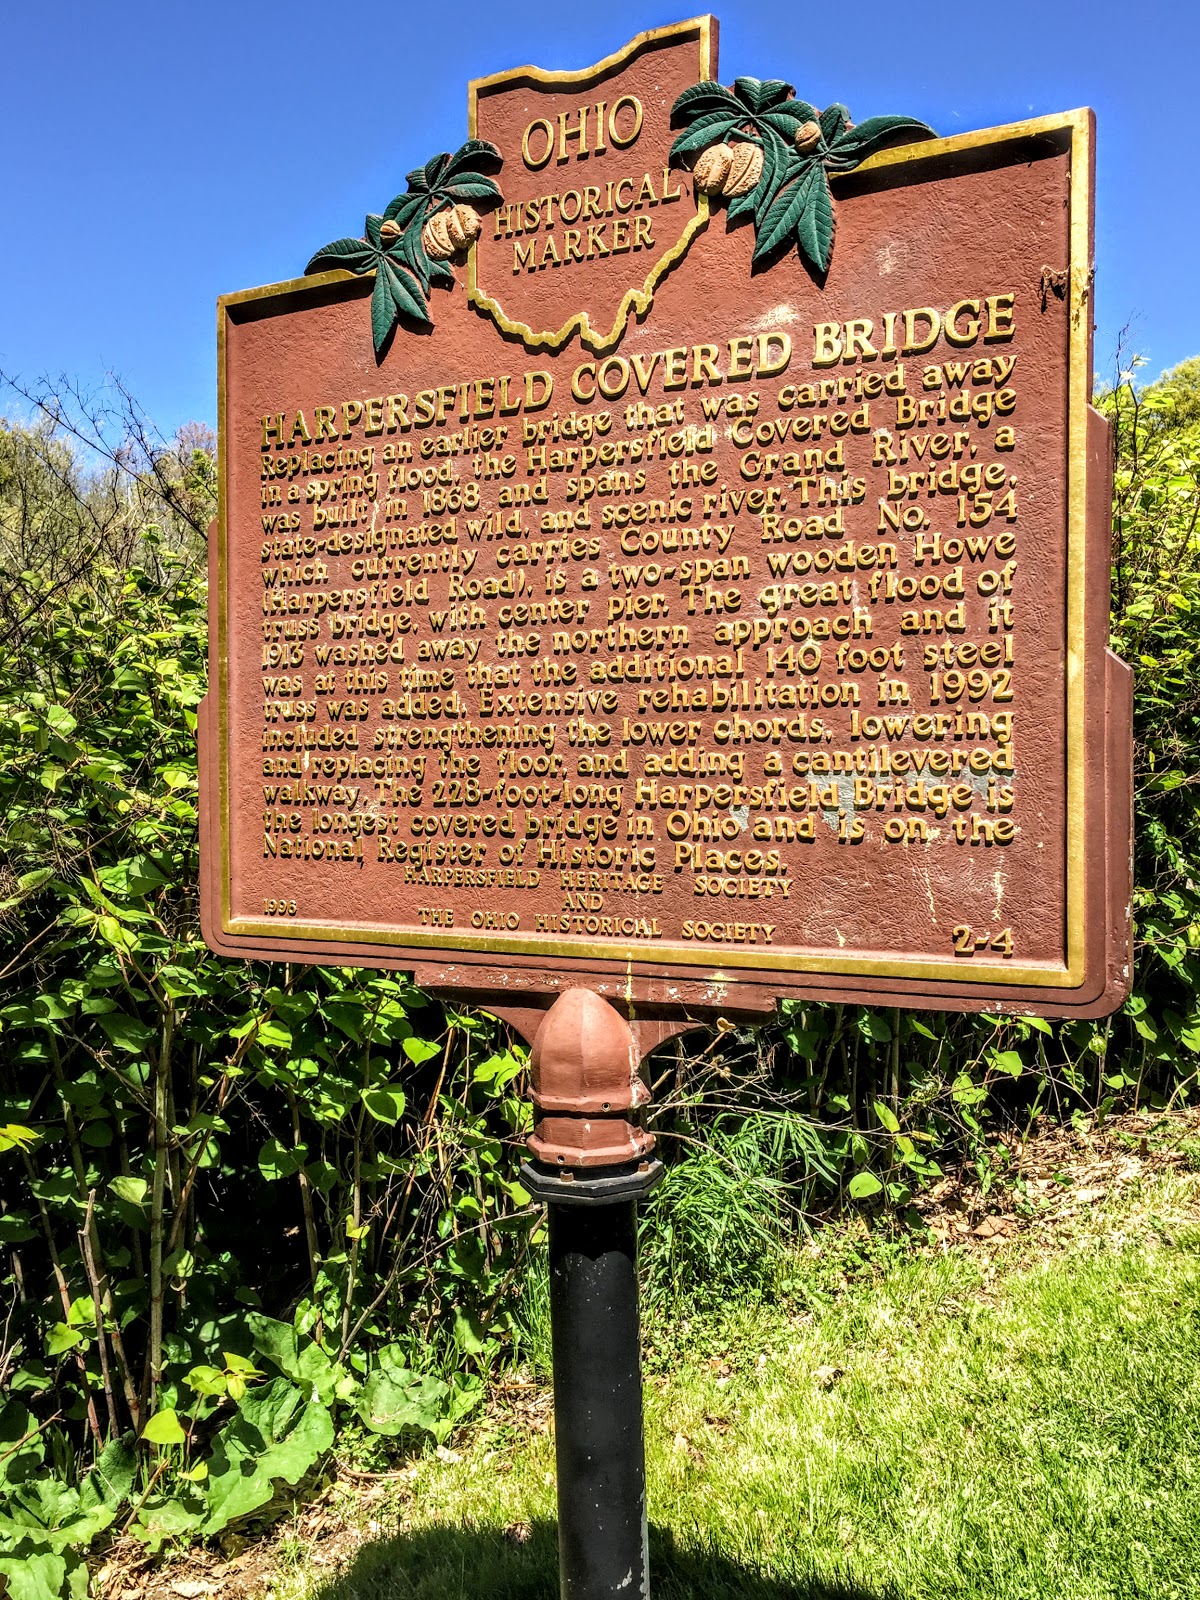 OHIO
HISTORICAL
MARKER
HARPERSFIELD COVERED BRIDGE
Replacing an earlier bridge that was carried away
in a spring flood, the Harpersfield Covered Bridge
was built in 1868 and spans the Grand River, a
state-designated wild, and scenic river. This bridge,
which currently carries County Road No. 154
(Harpersfield Road), is a two-span wooden Howe
truss bridge, with center pier. The great flood of
1913 washed away the northern approach and it
was at this time that the additional 140 foot steel
truss was added. Extensive rehabilitation in 1992
included strengthening the lower chords, lowering
and replacing the floor, and adding a cantilevered
walkway. The 228-foot-long Harpersfield Bridge is
the longest covered bridge in Ohio and is on the
National Register of Historic Places.
HARPERSFIELD HERITAGE SOCIETY
AND
THE OHIO HISTORICAL SOCIETY
1996
2-4